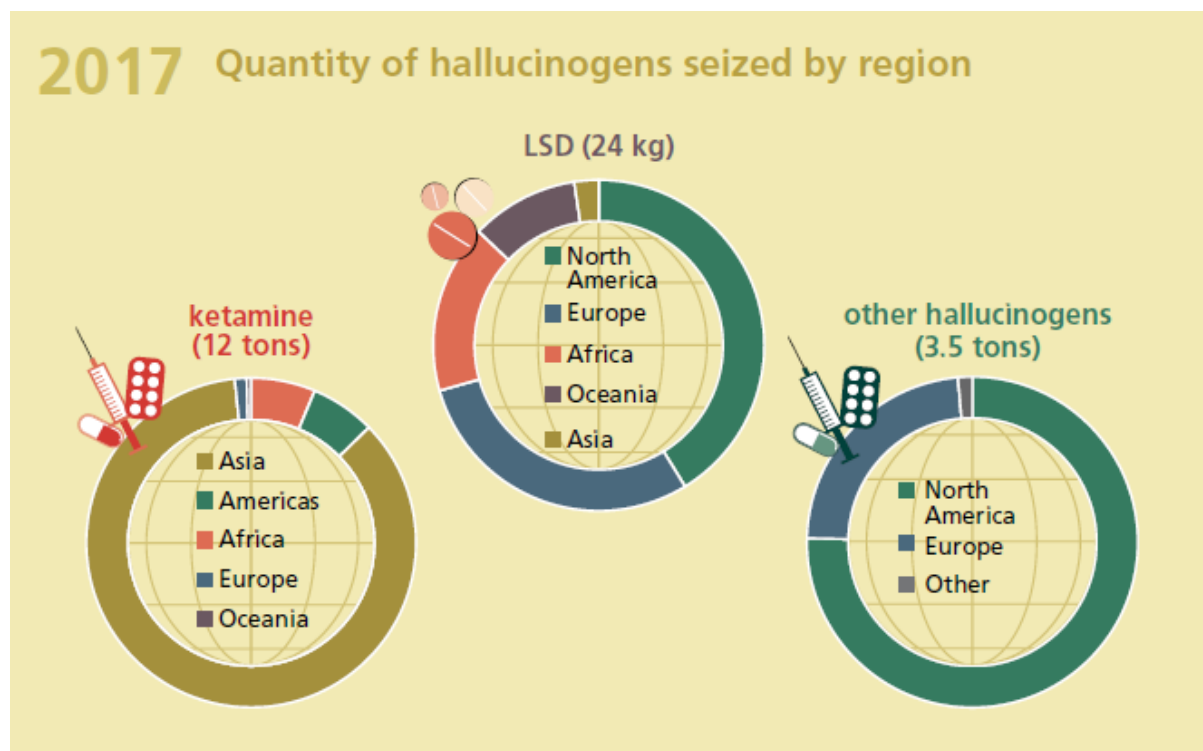 2017 Quantity of hallucinogens seized by region
LSD (24 kg)
North
America
Europe
Africa
Oceania
Asia
ketamine
(12 tons)
Asia
Americas
Africa
Europe
Oceania
other hallucinogens
(3.5 tons)
North
America
Europe
Other